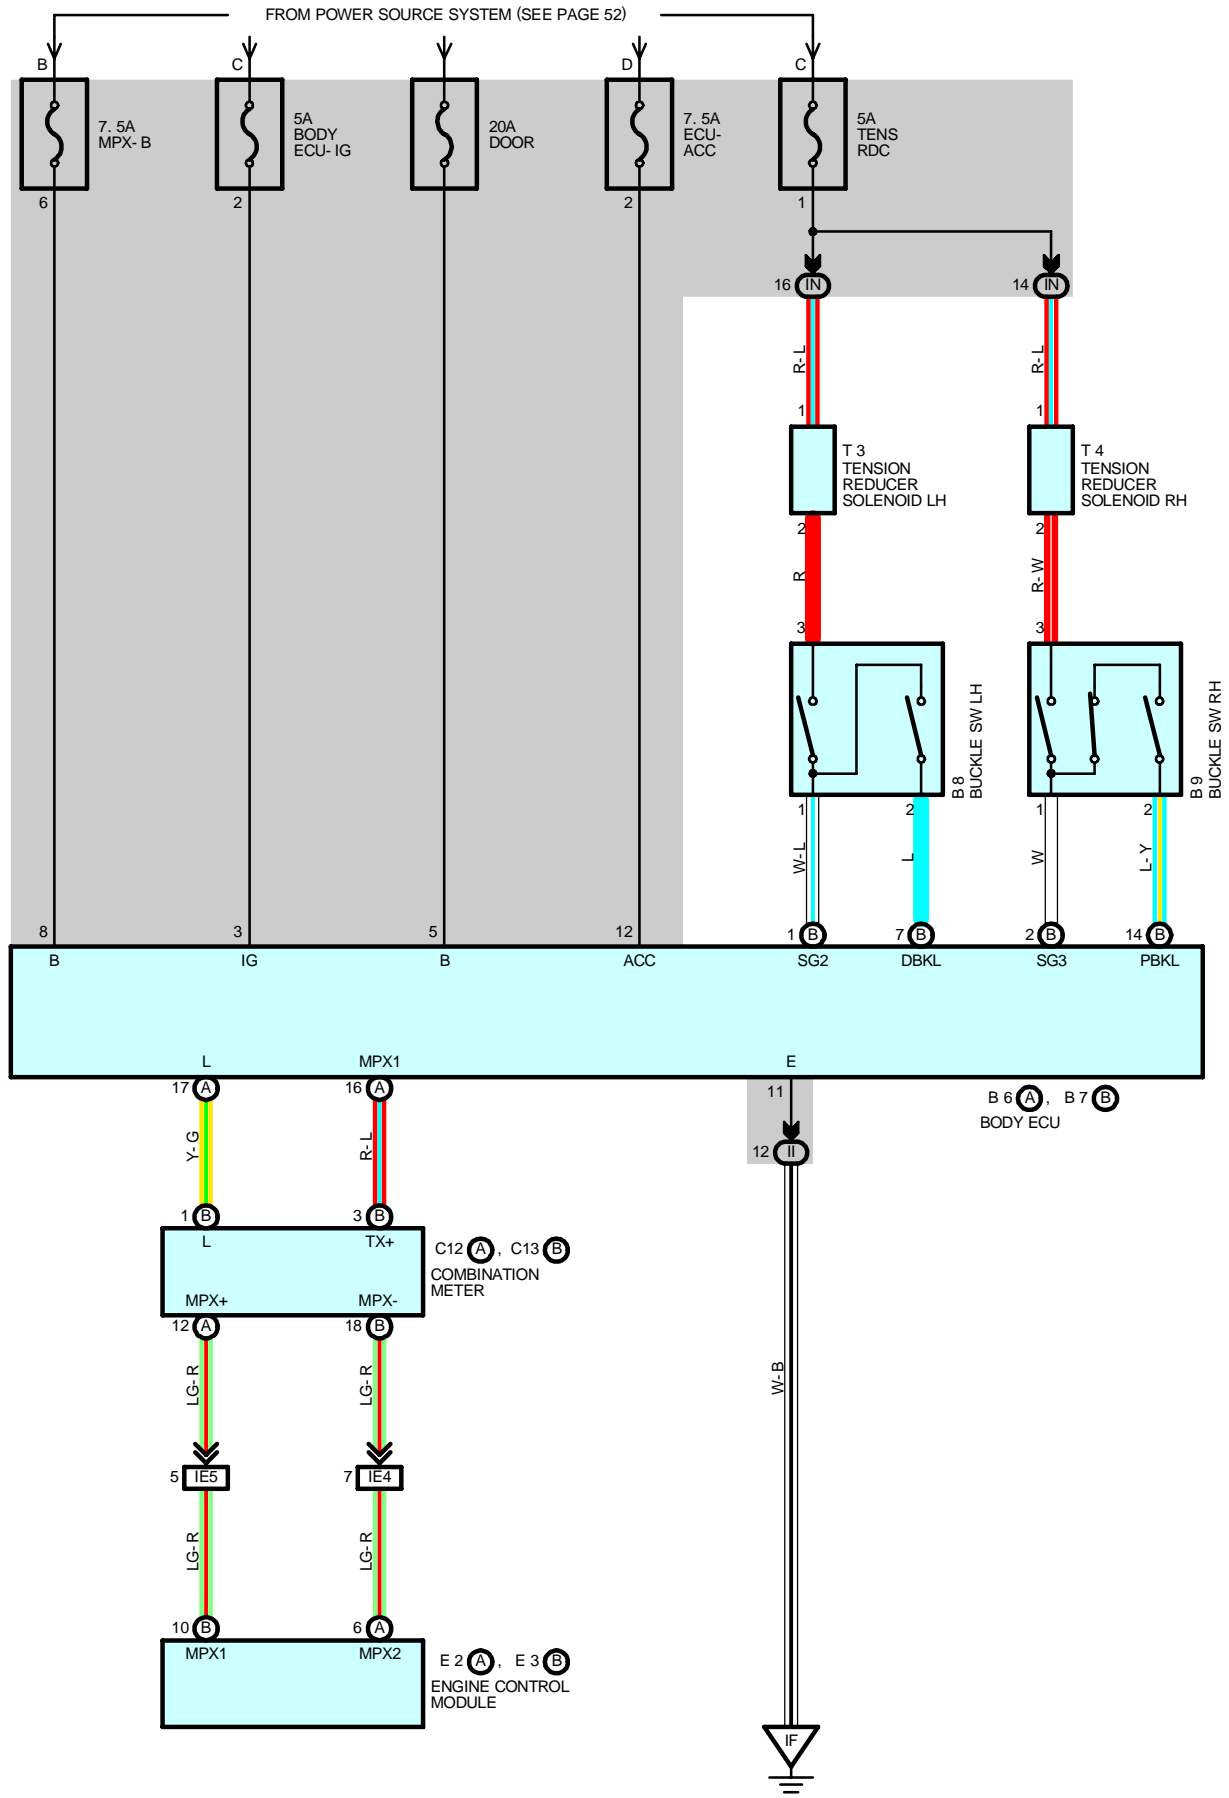 FROM POWER SOURCE SYSTEM (SEE PAGE 52)
B
C
D
C
7. 5A
MPX- B
5A
BODY
ECU- IG
20A
DOOR
7. 5A
ECU-
ACC
5A
TENS
RDC
6
2
2
1
16 IN
14 IN
R- L
R- L
1
1
T 3
TENSION
REDUCER
SOLENOID LH
T 4
TENSION
REDUCER
SOLENOID RH
2
2
R
R- W
3
3
B 8
BUCKLE SW LH
B 9
BUCKLE SW RH
1
2
1
2
W- L
L
W
L- Y
8
3
5
12
1 B
7 B
2 B
14 B
B
IG
B
ACC
SG2
DBKL
SG3
PBKL
L
MPX1
E
17 A
16 A
11
B 6 A , B 7 B
BODY ECU
Y- G
R- L
12 II
1 B
3 B
L
TX+
C12 A , C13 B
COMBINATION
METER
MPX+
MPX-
12 A
18 B
LG- R
LG- R
W- B
5 IE5
7 IE4
LG- R
LG- R
10 B
6 A
MPX1
MPX2
E 2 A , E 3 B
ENGINE CONTROL
MODULE
IF